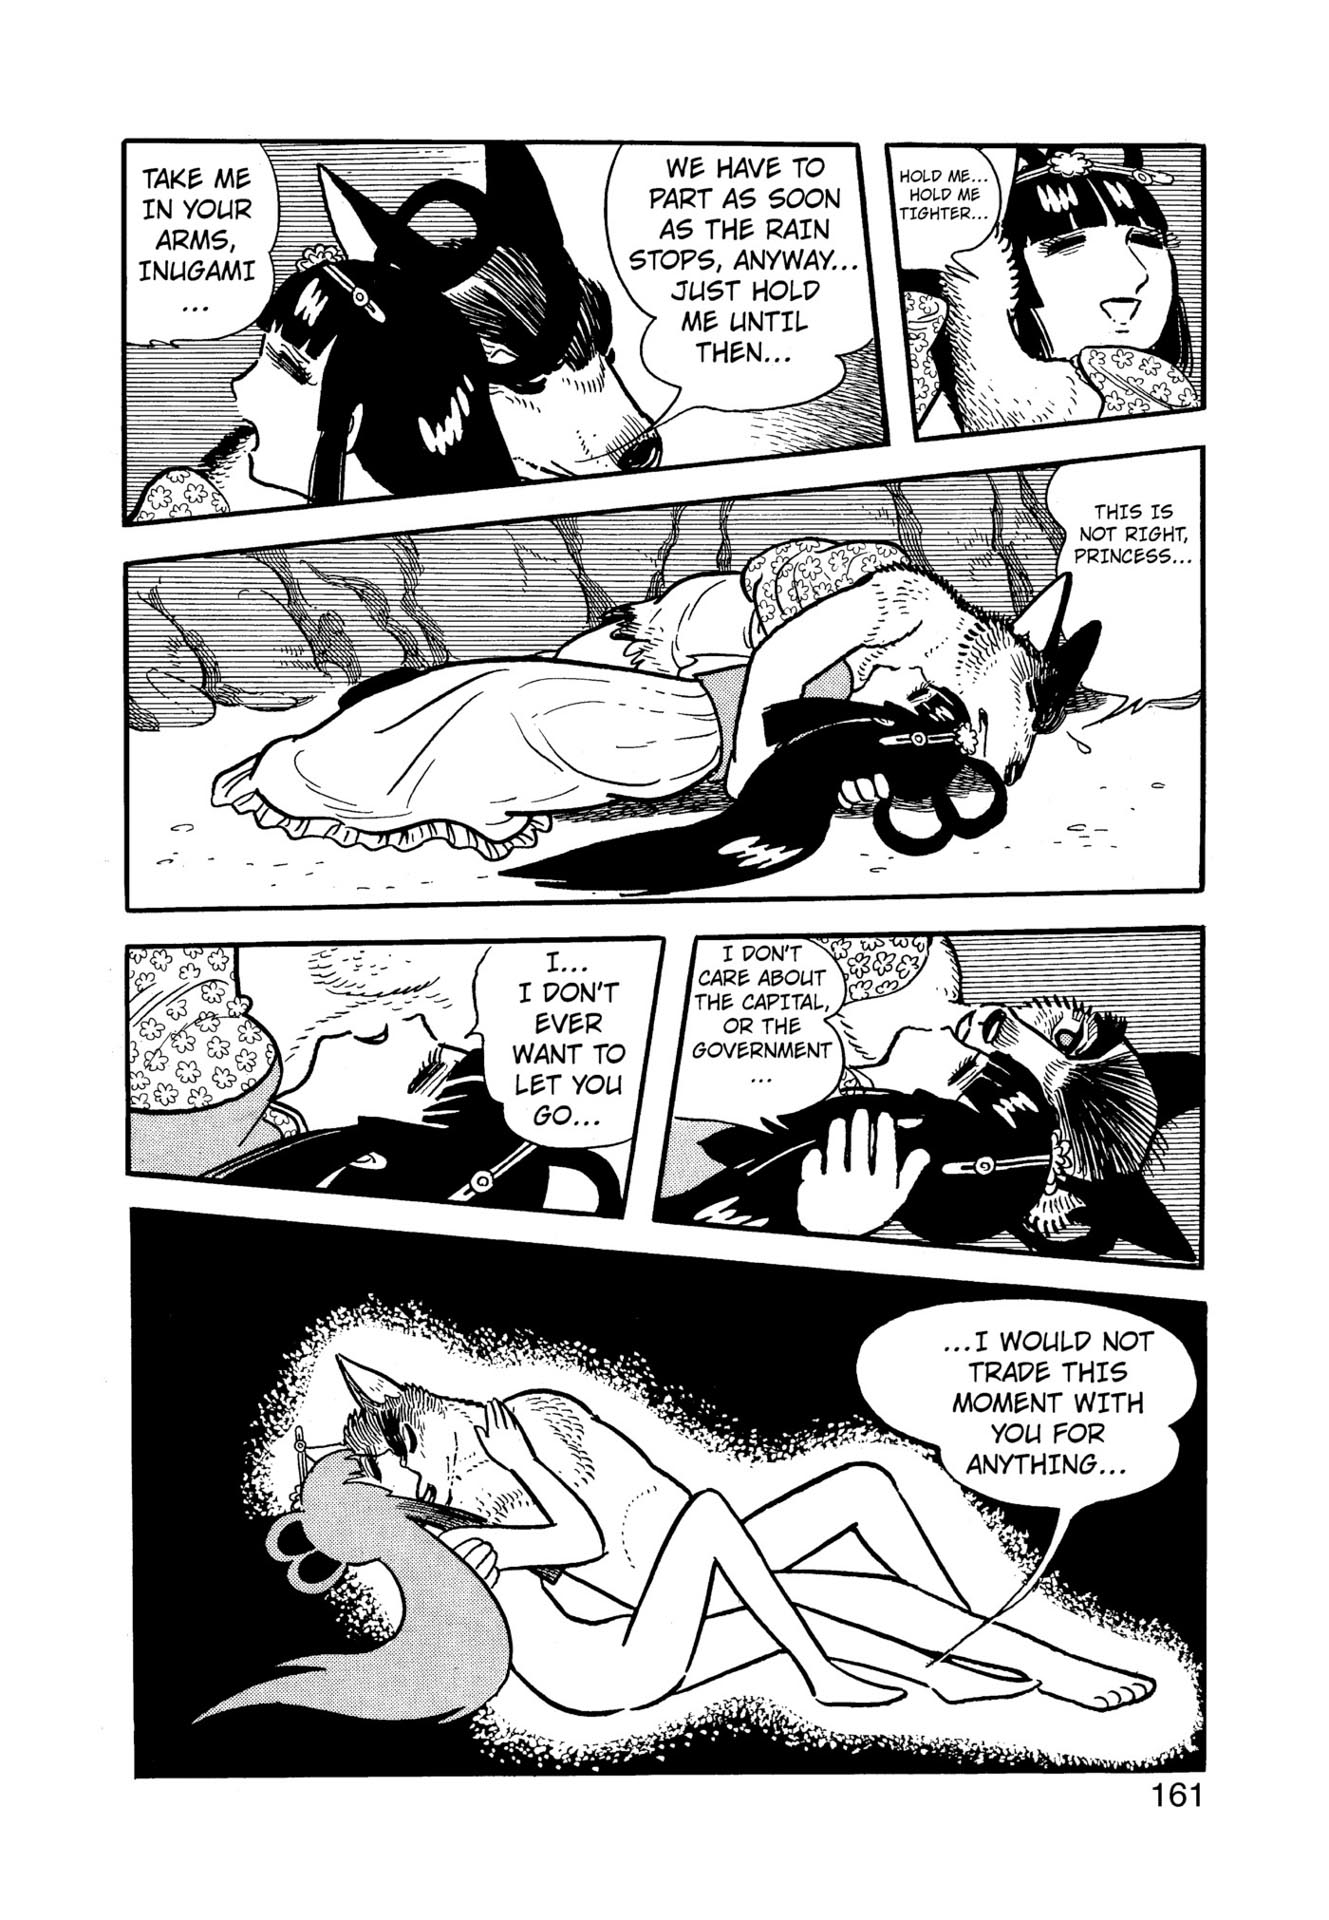 TAKE ME
IN YOUR
ARMS,
INUGAMI
...
WE HAVE TO
PART AS SOON
AS THE RAIN
STOPS, ANYWAY...
JUST HOLD
ME UNTIL
THEN...
HOLD ME...
HOLD ME
TIGHTER...
THIS IS
NOT RIGHT,
PRINCESS...
I...
I DON'T
EVER
WANT TO
LET YOU
GO...
I DON'T
CARE ABOUT
THE CAPITAL,
OR THE
GOVERNMENT
...
...I WOULD NOT
TRADE THIS
MOMENT WITH
YOU FOR
ANYTHING...
161